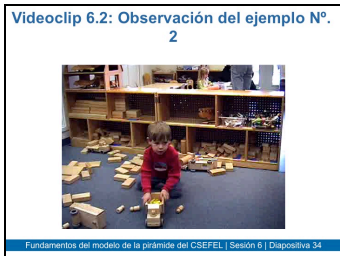 Videoclip 6.2: Observación del ejemplo Nº.
2
Fundamentos del modelo de la pirámide del CSEFEL | Sesión 6 | Diapositiva 34